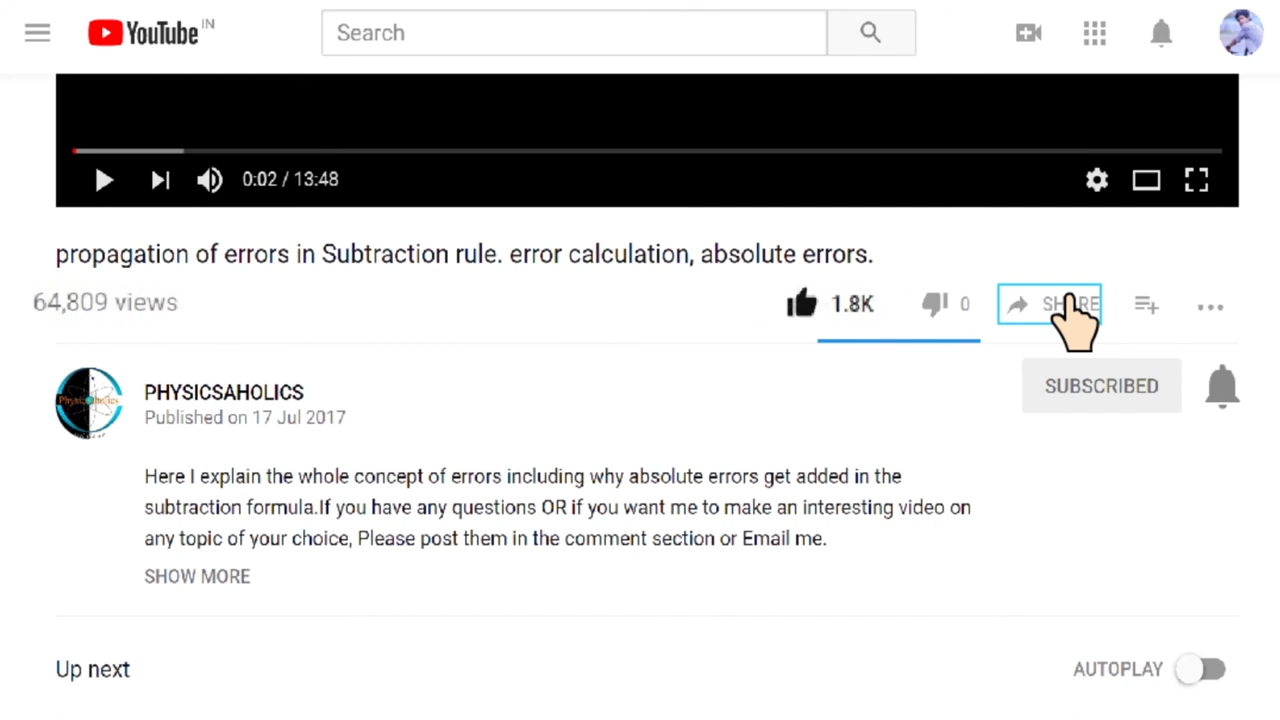 YouTube IN
Search
0:02 / 13:48
propagation of errors in Subtraction rule. error calculation, absolute errors.
64,809 views
1.8K
0
SHARE
PHYSICSAHOLICS
SUBSCRIBED
Published on 17 Jul 2017
Here I explain the whole concept of errors including why absolute errors get added in the
subtraction formula.If you have any questions OR if you want me to make an interesting video on
any topic of your choice, Please post them in the comment section or Email me.
SHOW MORE
Up next
AUTOPLAY